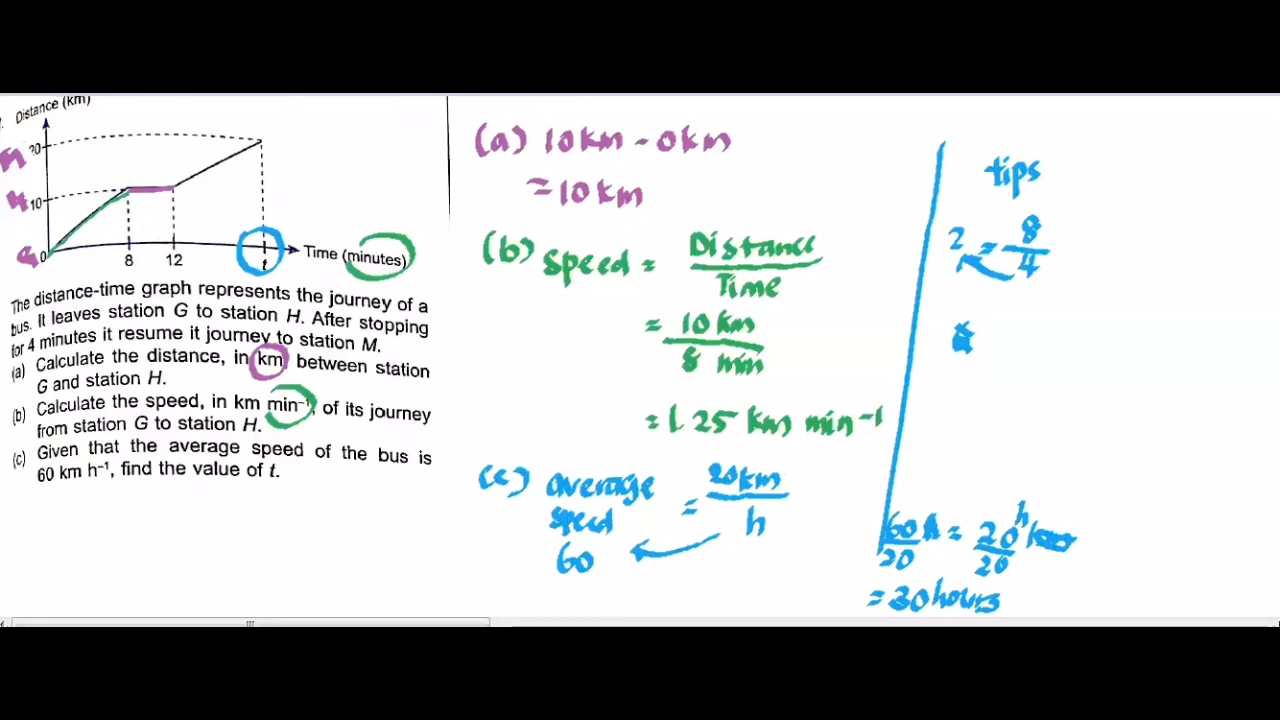 Distance (km)
M 20
H 10
G 0
8 12 t
Time (minutes)
The distance-time graph represents the journey of a
bus. It leaves station G to station H. After stopping
for 4 minutes it resume it journey to station M.
(a) Calculate the distance, in km, between station
G and station H.
(b) Calculate the speed, in km min⁻¹, of its journey
from station G to station H.
(c) Given that the average speed of the bus is
60 km h⁻¹, find the value of t.
(a) 10km - 0km
= 10km
(b) speed = Distance
Time
= 10km
8 min
= 1.25 km min⁻¹
(c) average = 20km
speed h
60
tips
2 = 8
4
60 = 20 h
20 20
= 30 hours